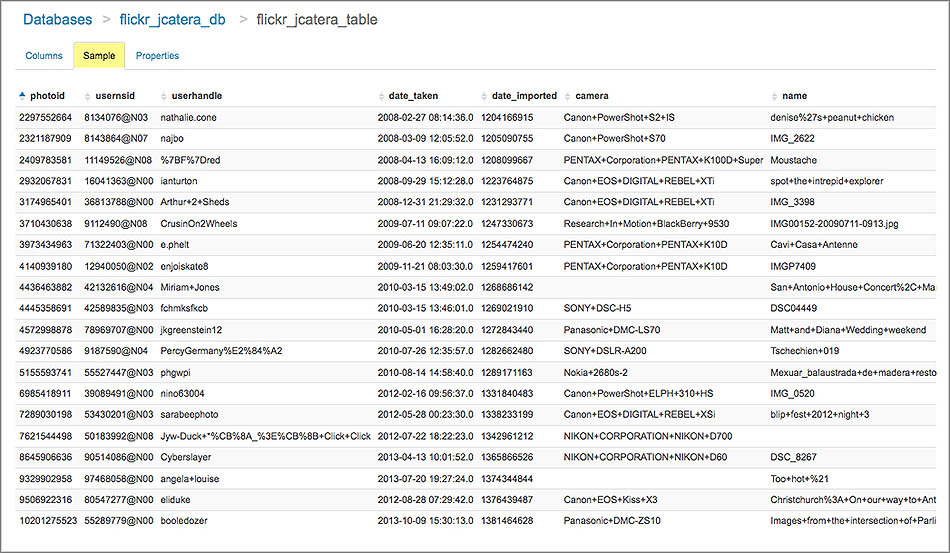 Databases > flickr_jcatera_db > flickr_jcatera_table
Columns Sample Properties
photoid usernsid userhandle date_taken date_imported camera name
2297552664 8134076@N03 nathalie.cone 2008-02-27 08:14:36.0 1204166915 Canon+PowerShot+S2+IS denise%27s+peanut+chicken
2321187909 8143864@N07 najbo 2008-03-09 12:05:52.0 1205090755 Canon+PowerShot+S70 IMG_2622
2409783581 11149526@N08 %7BF%7Dred 2008-04-13 16:09:12.0 1208099667 PENTAX+Corporation+PENTAX+K100D+Super Moustache
2932067831 16041363@N00 ianturton 2008-09-29 15:12:28.0 1223764875 Canon+EOS+DIGITAL+REBEL+XTi spot+the+intrepid+explorer
3174965401 36813788@N00 Arthur+2+Sheds 2008-12-31 21:29:32.0 1231293771 Canon+EOS+DIGITAL+REBEL+XTi IMG_3398
3710430638 9112490@N08 CrusinOn2Wheels 2009-07-11 09:07:22.0 1247330673 Research+In+Motion+BlackBerry+9530 IMG00152-20090711-0913.jpg
3973434963 71322403@N00 e.phelt 2009-06-20 12:35:11.0 1254474240 PENTAX+Corporation+PENTAX+K10D Cavi+Casa+Antenne
4140939180 12940050@N02 enjoiskate8 2009-11-21 08:03:30.0 1259417601 PENTAX+Corporation+PENTAX+K10D IMGP7409
4436463882 42132616@N04 Miriam+Jones 2010-03-15 13:49:02.0 1268686142 San+Antonio+House+Concert%2C+Ma
4445358691 42589835@N03 fchmksfkcb 2010-03-15 13:46:01.0 1269021910 SONY+DSC-H5 DSC04449
4572998878 78969707@N00 jkgreenstein12 2010-05-01 16:28:20.0 1272843440 Panasonic+DMC-LS70 Matt+and+Diana+Wedding+weekend
4923770586 9187590@N04 PercyGermany%E2%84%A2 2010-07-26 12:35:57.0 1282662480 SONY+DSLR-A200 Tschechien+019
5155593741 55527447@N03 phgwpi 2010-08-14 14:58:40.0 1289171163 Nokia+2680s-2 Mexuar_balaustrada+de+madera+resto
6985418911 39089491@N00 nino63004 2012-02-16 09:56:37.0 1331840483 Canon+PowerShot+ELPH+310+HS IMG_0520
7289030198 53430201@N03 sarabeephoto 2012-05-28 00:23:30.0 1338233199 Canon+EOS+DIGITAL+REBEL+XSi blip+fest+2012+night+3
7621544498 50183992@N08 Jyw-Duck+*%CB%8A_%3E%CB%8B+Click+Click 2012-07-22 18:22:23.0 1342961212 NIKON+CORPORATION+NIKON+D700
8645906636 90514086@N00 Cyberslayer 2013-04-13 10:01:52.0 1365866526 NIKON+CORPORATION+NIKON+D60 DSC_8267
9329902958 97468058@N00 angela+louise 2013-07-20 19:27:24.0 1374344844 Too+hot+%21
9506922316 80547277@N00 eliduke 2012-08-28 07:29:42.0 1376439487 Canon+EOS+Kiss+X3 Christchurch%3A+On+our+way+to+Ant
10201275523 55289779@N00 booledozer 2013-10-09 15:30:13.0 1381464628 Panasonic+DMC-ZS10 Images+from+the+intersection+of+Parli